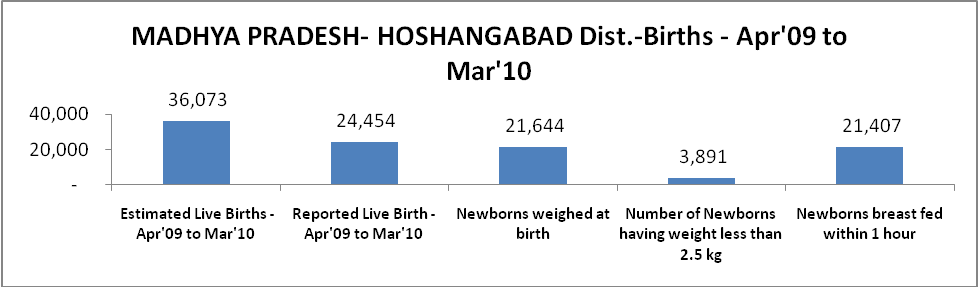 MADHYA PRADESH- HOSHANGABAD Dist.-Births - Apr'09 to
Mar'10
36,073
24,454
21,644
3,891
21,407
40,000
20,000
-
Estimated Live Births -
Apr'09 to Mar'10
Reported Live Birth -
Apr'09 to Mar'10
Newborns weighed at
birth
Number of Newborns
having weight less than
2.5 kg
Newborns breast fed
within 1 hour